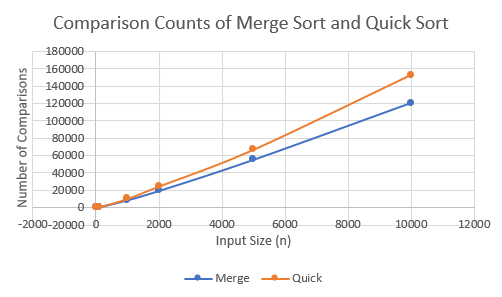 Comparison Counts of Merge Sort and Quick Sort
Number of Comparisons
180000
160000
140000
120000
100000
80000
60000
40000
20000
0
-20000
-2000 0 2000 4000 6000 8000 10000 12000
Input Size (n)
Merge Quick